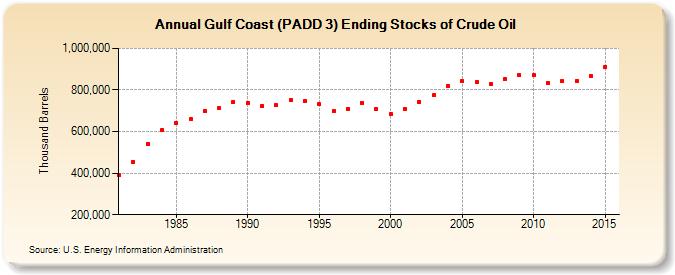 Annual Gulf Coast (PADD 3) Ending Stocks of Crude Oil
Thousand Barrels
1,000,000
800,000
600,000
400,000
200,000
1985 1990 1995 2000 2005 2010 2015
Source: U.S. Energy Information Administration